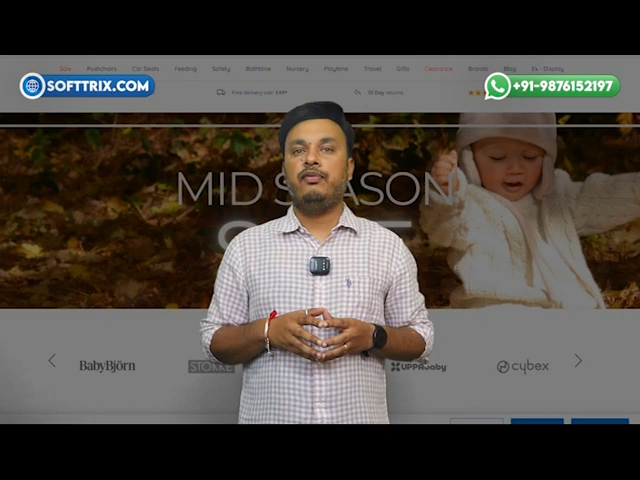 Sale Pushchairs Car Seats Feeding Safety Bathtime Nursery Playtime Travel Gifts Clearance Brands Blog Ex - Display
SOFTTRIX.COM
+91-9876152197
Free delivery over £49*
30 Day returns
MID SEASON
BabyBjörn
STOKKE
UPPAbaby
cybex